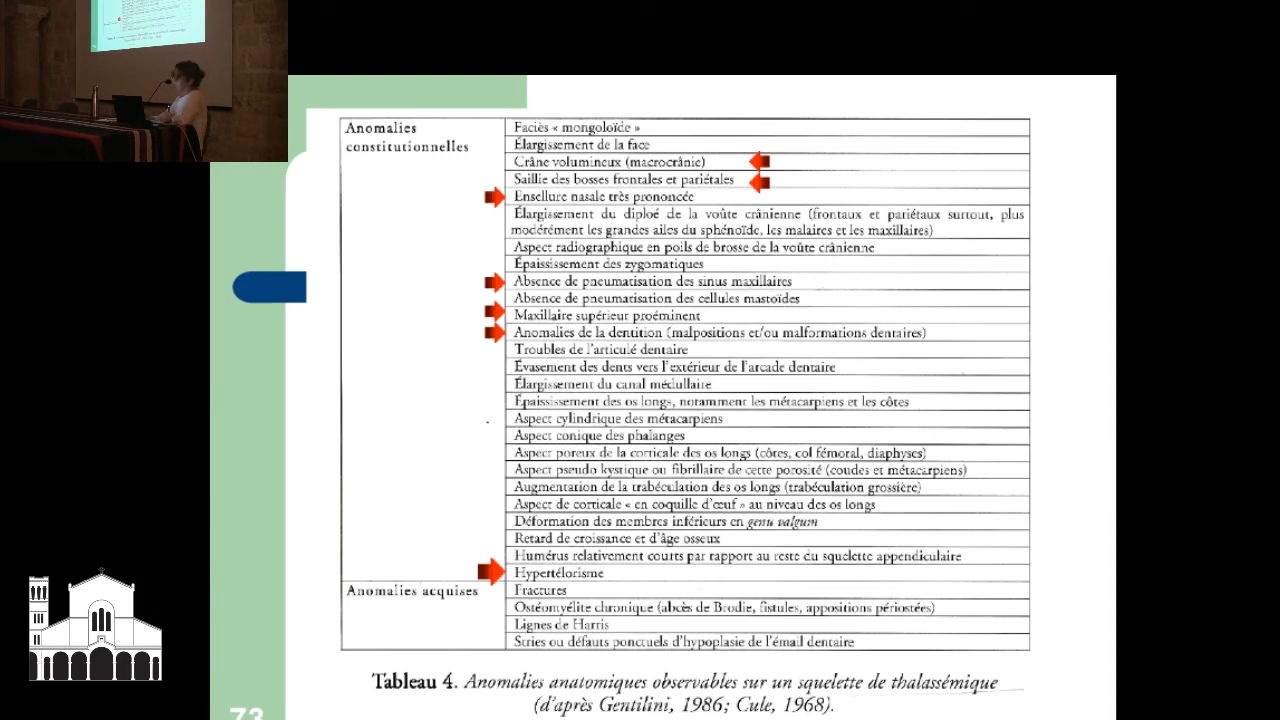 Anomalies
constitutionnelles
Faciès « mongoloïde »
Élargissement de la face
Crâne volumineux (macrocrânie)
Saillie des bosses frontales et pariétales
Ensellure nasale très prononcée
Élargissement du diploé de la voûte crânienne (frontaux et pariétaux surtout, plus
modérément les grandes ailes du sphénoïde, les malaires et les maxillaires)
Aspect radiographique en poils de brosse de la voûte crânienne
Épaississement des zygomatiques
Absence de pneumatisation des sinus maxillaires
Absence de pneumatisation des cellules mastoïdes
Maxillaire supérieur proéminent
Anomalies de la dentition (malpositions et/ou malformations dentaires)
Troubles de l'articulé dentaire
Évasement des dents vers l'extérieur de l'arcade dentaire
Élargissement du canal médullaire
Épaississement des os longs, notamment les métacarpiens et les côtes
Aspect cylindrique des métacarpiens
Aspect conique des phalanges
Aspect poreux de la corticale des os longs (côtes, col fémoral, diaphyses)
Aspect pseudo kystique ou fibrillaire de cette porosité (coudes et métacarpiens)
Augmentation de la trabéculation des os longs (trabéculation grossière)
Aspect de corticale « en coquille d'œuf » au niveau des os longs
Déformation des membres inférieurs en genu valgum
Retard de croissance et d'âge osseux
Humérus relativement courts par rapport au reste du squelette appendiculaire
Hypertélorisme
Anomalies acquises
Fractures
Ostéomyélite chronique (abcès de Brodie, fistules, appositions périostées)
Lignes de Harris
Stries ou défauts ponctuels d'hypoplasie de l'émail dentaire
Tableau 4. Anomalies anatomiques observables sur un squelette de thalassémique
(d'après Gentilini, 1986; Cule, 1968).
73